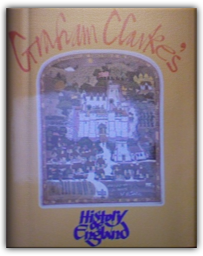 Graham Clarke's
History
of
England